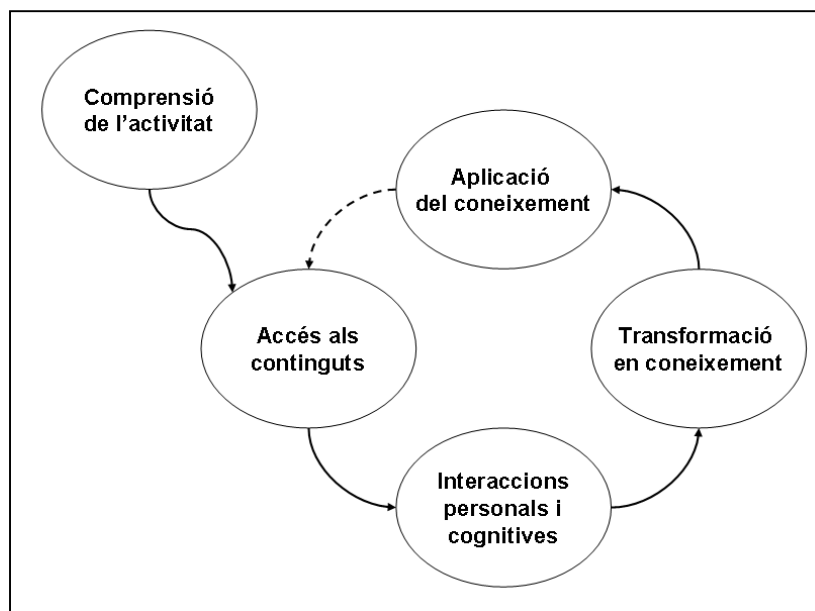 Comprensió
de l'activitat
Aplicació
del coneixement
Accés als
continguts
Transformació
en coneixement
Interaccions
personals i
cognitives